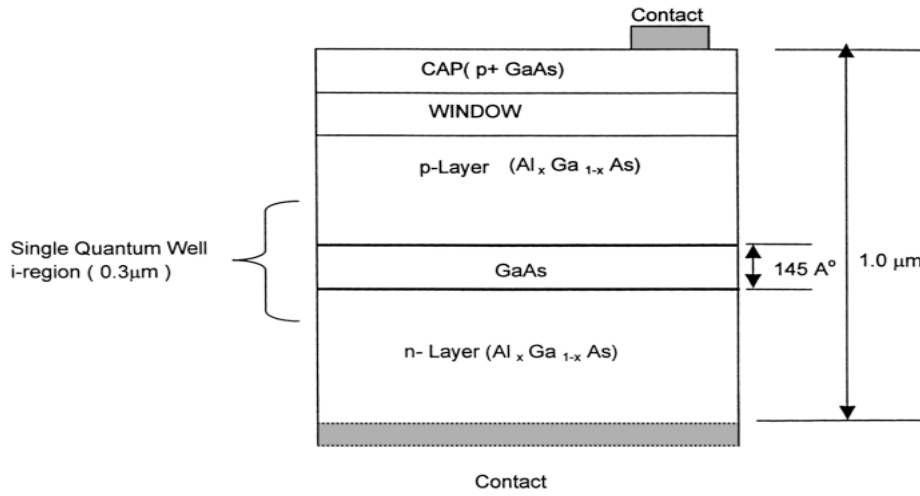 Contact
CAP( p+ GaAs)
WINDOW
p-Layer (Al x Ga 1-x As)
Single Quantum Well
i-region ( 0.3μm )
GaAs
145 Aº
1.0 μm
n- Layer (Al x Ga 1-x As)
Contact